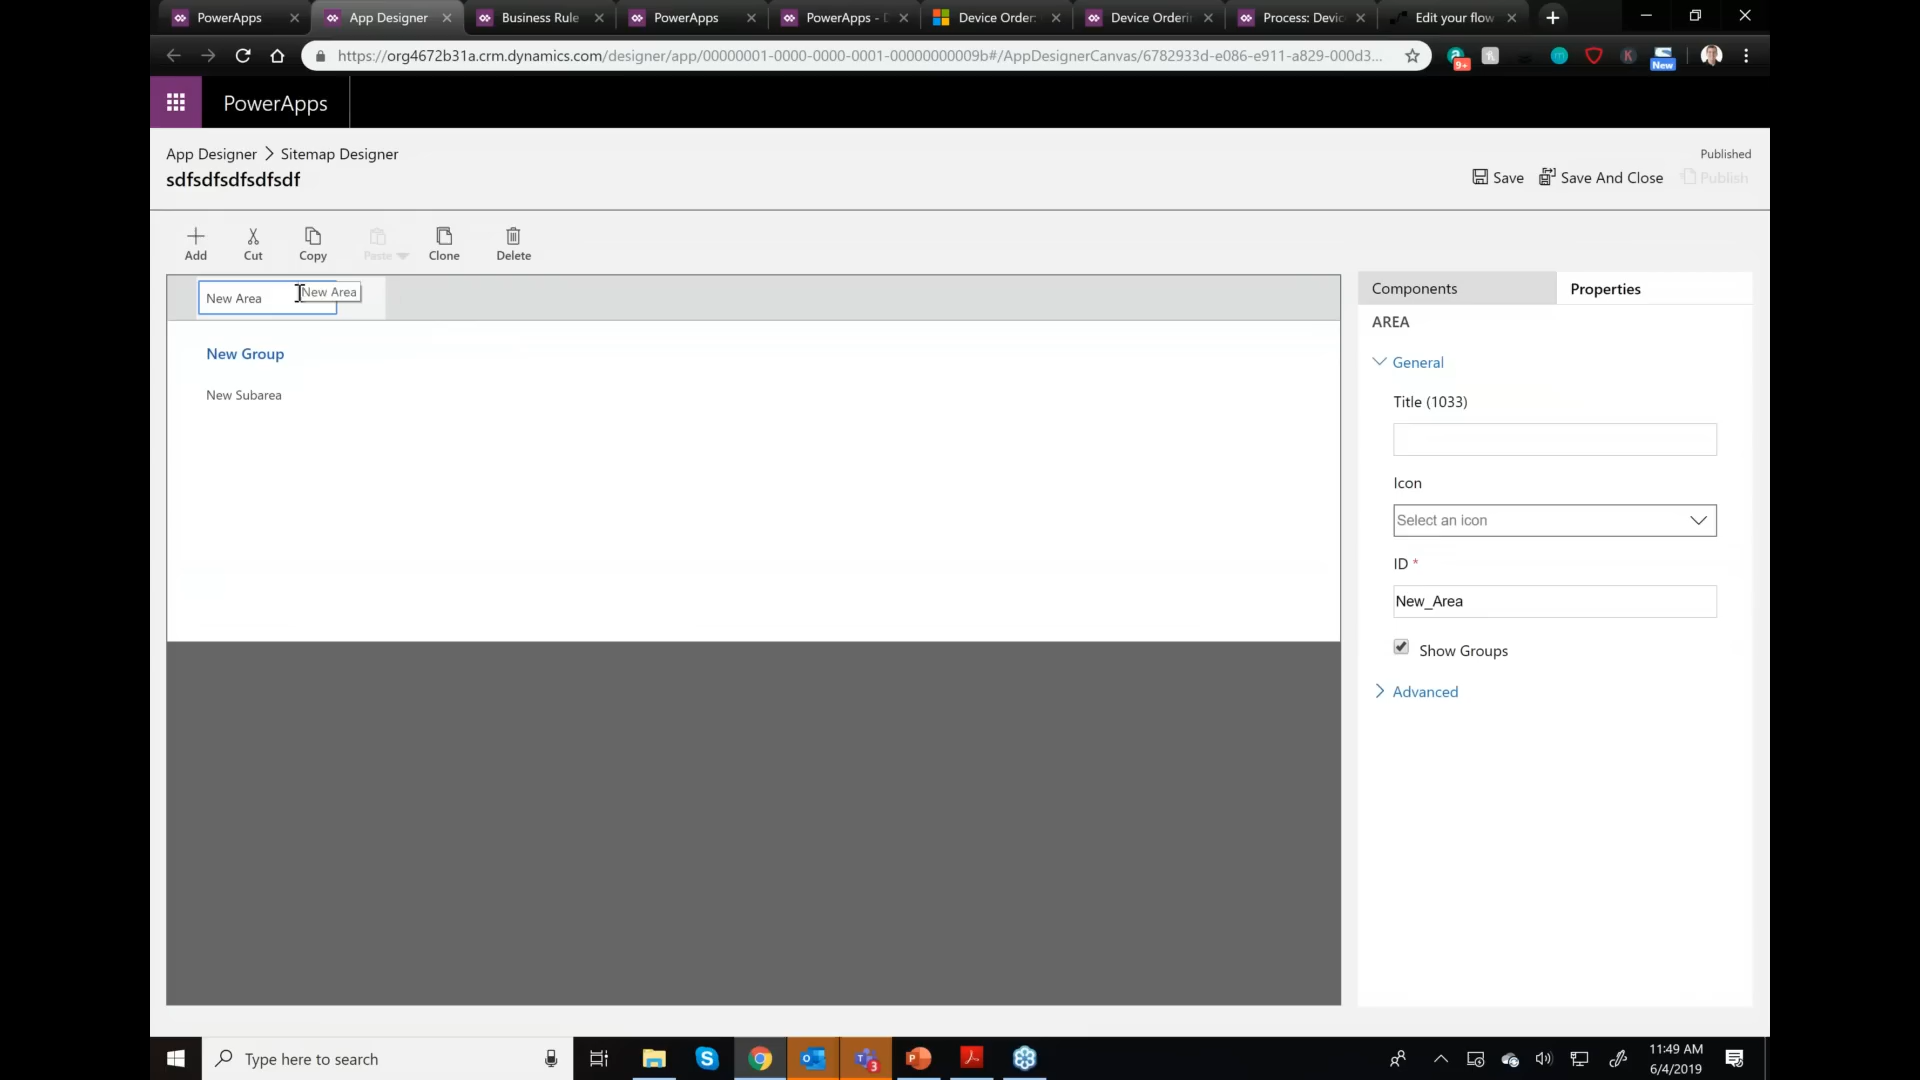 PowerApps
App Designer
Business Rule
PowerApps
PowerApps -
Device Order:
Device Orderi
Process: Devic
Edit your flow
https://org4672b31a.crm.dynamics.com/designer/app/00000001-0000-0000-0001-00000000009b#/AppDesignerCanvas/6782933d-e086-e911-a829-000d3...
9+
K
New
PowerApps
App Designer > Sitemap Designer
sdfsdfsdfsdfsdf
Published
Save
Save And Close
Publish
Add
Cut
Copy
Paste
Clone
Delete
New Area
New Area
New Group
New Subarea
Components
Properties
AREA
General
Title (1033)
Icon
Select an icon
ID *
New_Area
Show Groups
Advanced
Type here to search
3
11:49 AM
6/4/2019